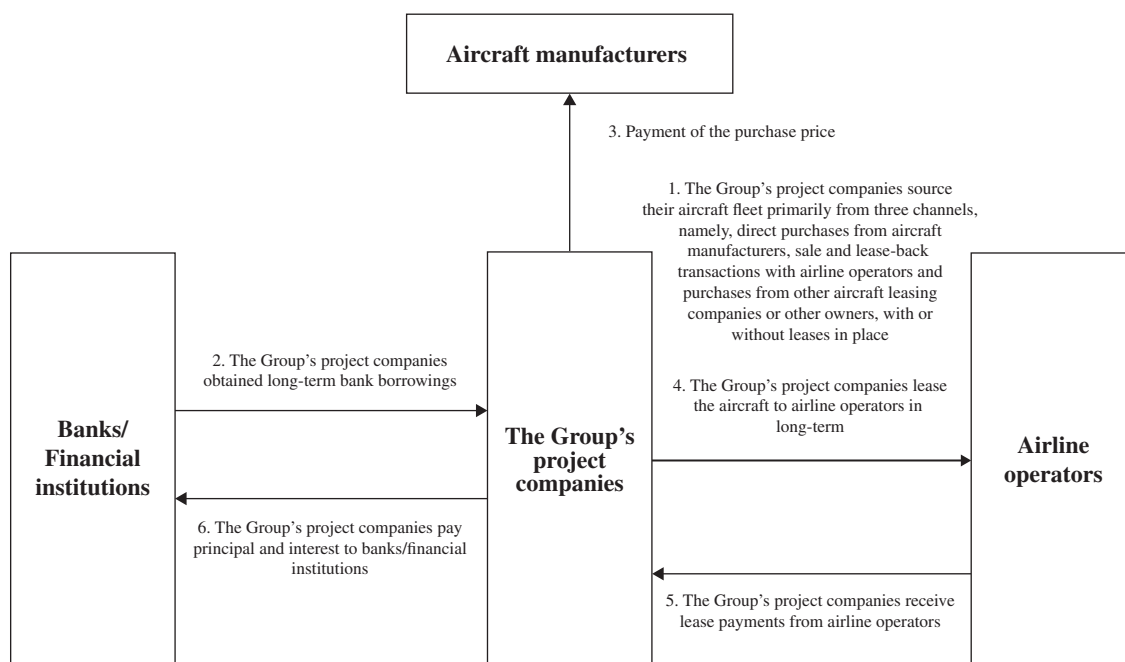 Aircraft manufacturers
3. Payment of the purchase price
1. The Group’s project companies source
their aircraft fleet primarily from three channels,
namely, direct purchases from aircraft
manufacturers, sale and lease-back
transactions with airline operators and
purchases from other aircraft leasing
companies or other owners, with or
without leases in place
2. The Group’s project companies
obtained long-term bank borrowings
4. The Group’s project companies lease
the aircraft to airline operators in
long-term
Banks/
Financial
institutions
The Group’s
project
companies
Airline
operators
6. The Group’s project companies pay
principal and interest to banks/financial
institutions
5. The Group’s project companies receive
lease payments from airline operators